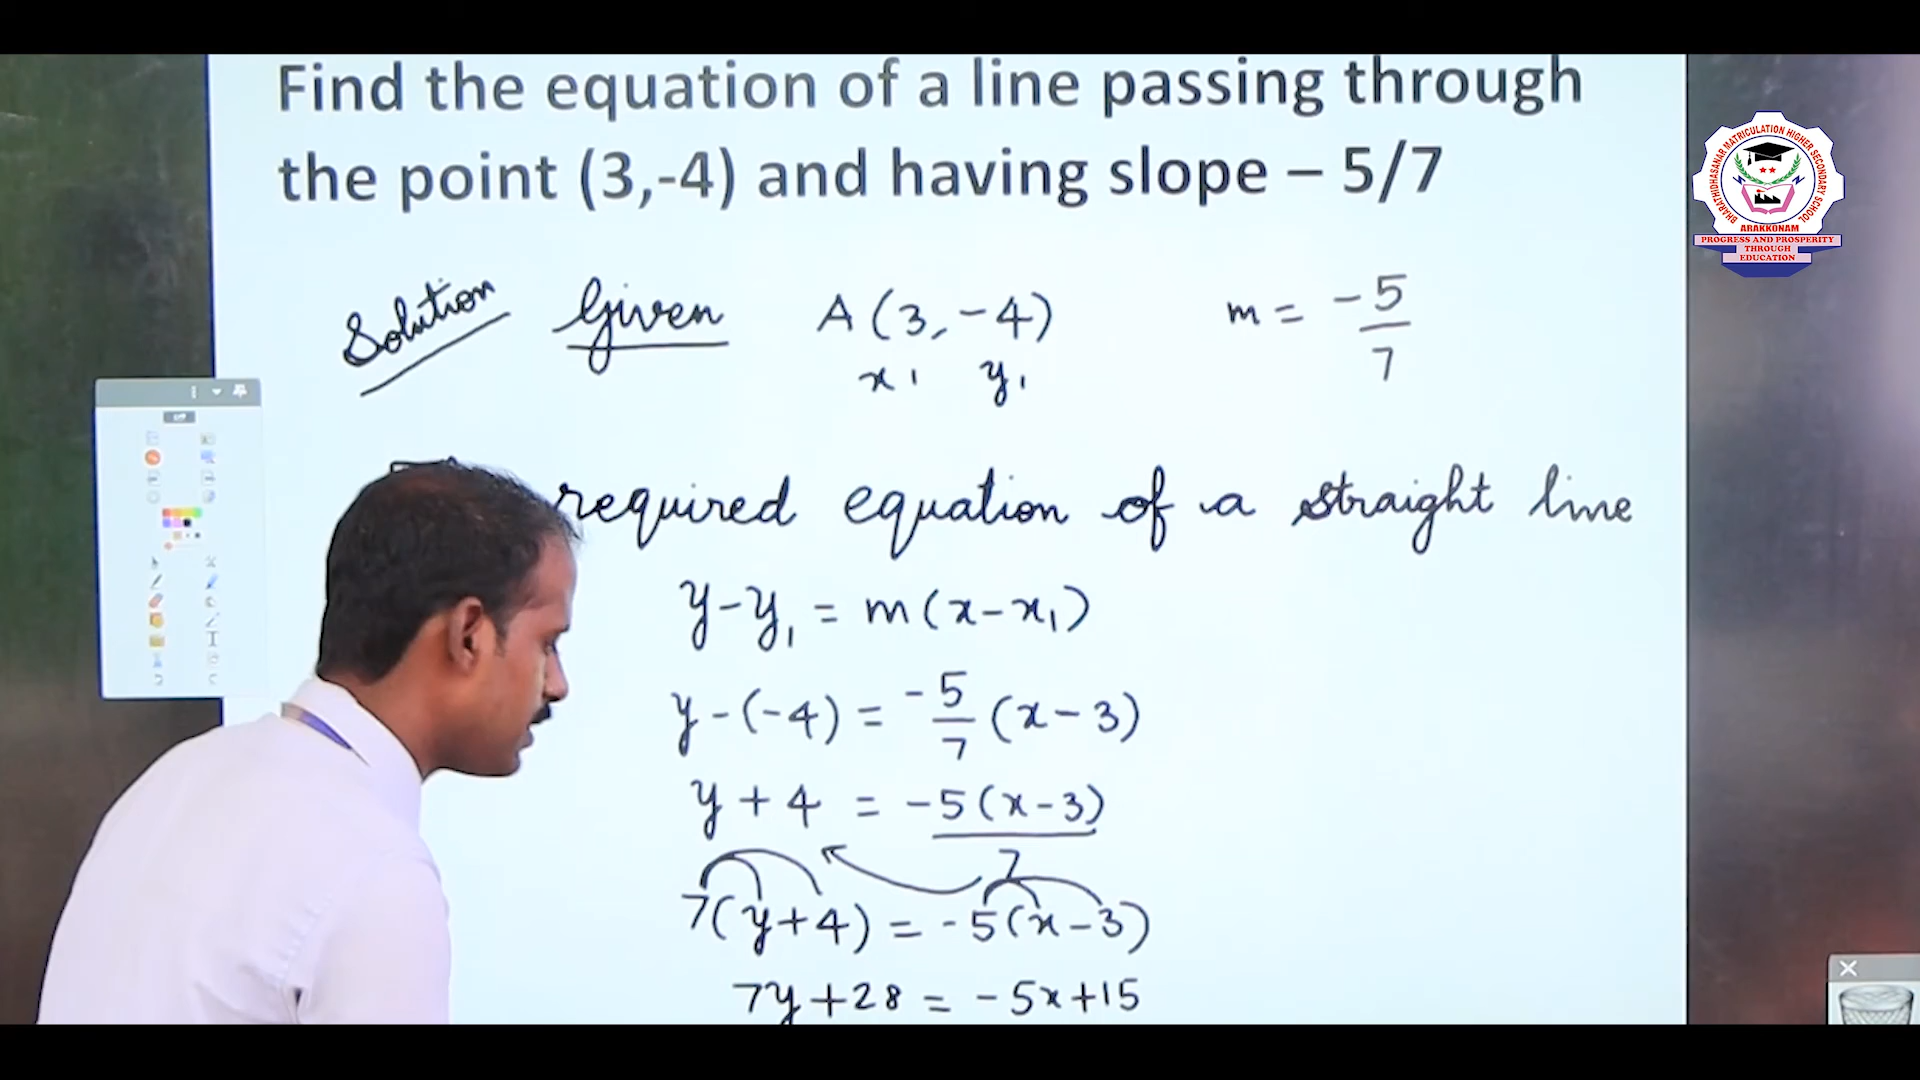 Find the equation of a line passing through
the point (3,-4) and having slope – 5/7
BHARATHIDHASANAR MATRICULATION HIGHER SECONDARY SCHOOL
ARAKKONAM
PROGRESS AND PROSPERITY
THROUGH
EDUCATION
Solution Given A(3, -4) m = -5/7
x1 y1
required equation of a straight line
y-y1 = m(x-x1)
y-(-4) = -5/7 (x-3)
y+4 = -5(x-3)
7
7(y+4) = -5(x-3)
7y+28 = -5x+15